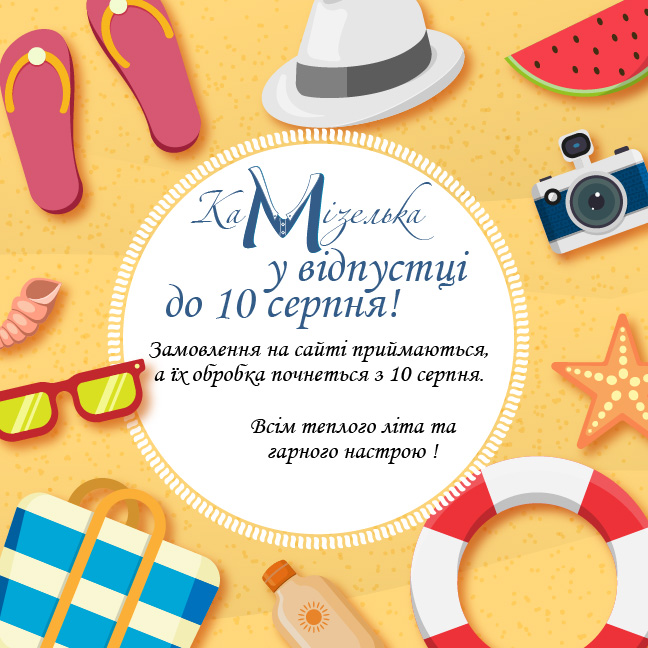 КаМізелька
у відпустці
до 10 серпня!
Замовлення на сайті приймаються,
а їх обробка почнеться з 10 серпня.
Всім теплого літа та
гарного настрою !